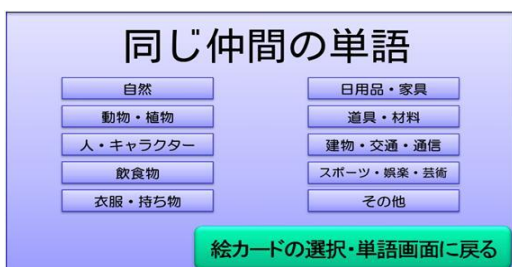 同じ仲間の単語
自然
動物・植物
人・キャラクター
飲食物
衣服・持ち物
日用品・家具
道具・材料
建物・交通・通信
スポーツ・娯楽・芸術
その他
絵カードの選択・単語画面に戻る